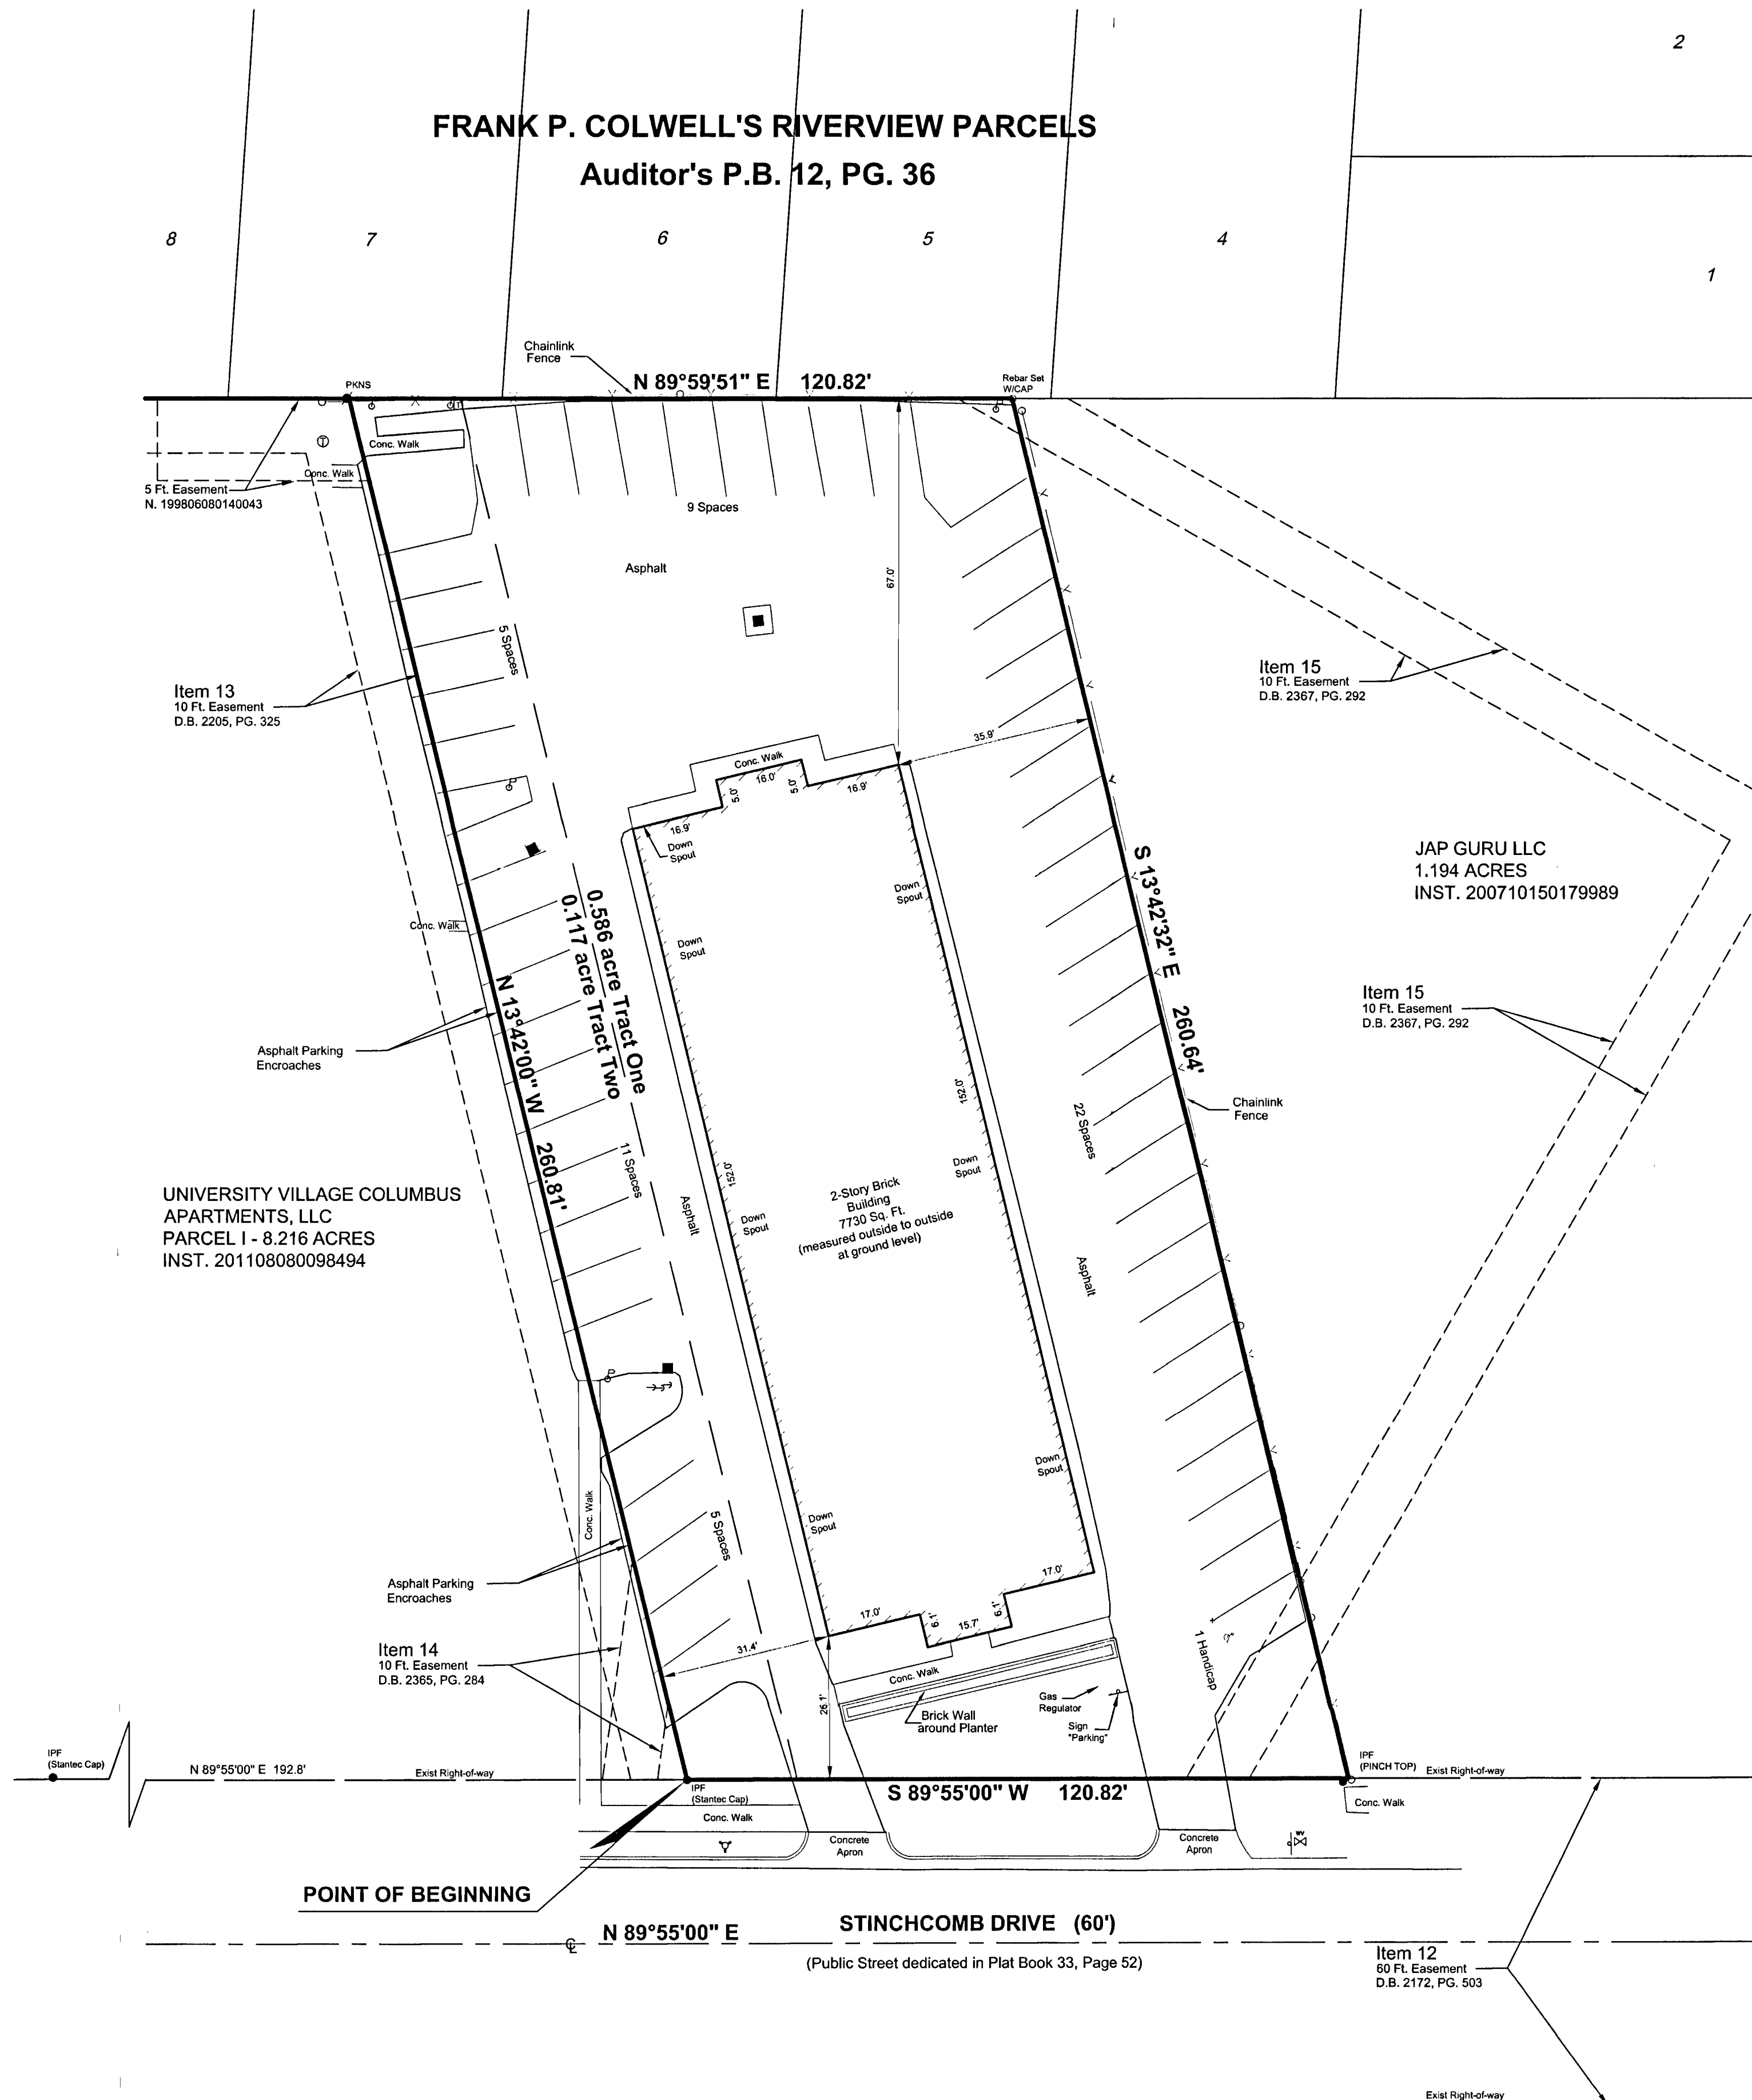 2
FRANK P. COLWELL'S RIVERVIEW PARCELS
Auditor's P.B. 12, PG. 36
8
7
6
5
4
1
Chainlink
Fence
N 89°59'51" E 120.82'
PKNS
Rebar Set
W/CAP
Conc. Walk
Conc. Walk
5 Ft. Easement
N. 199806080140043
9 Spaces
Asphalt
67.0'
5 Spaces
Item 13
10 Ft. Easement
D.B. 2205, PG. 325
Item 15
10 Ft. Easement
D.B. 2367, PG. 292
35.9'
Conc. Walk
16.0'
5.0'
5.0'
16.9'
16.9'
Down
Spout
Down
Spout
Down
Spout
JAP GURU LLC
1.194 ACRES
INST. 200710150179989
S 13°42'32" E 260.64'
0.586 acre Tract One
0.117 acre Tract Two
Conc. Walk
N 13°42'00" W 260.81'
Item 15
10 Ft. Easement
D.B. 2367, PG. 292
Asphalt Parking
Encroaches
152.0'
22 Spaces
Chainlink
Fence
11 Spaces
152.0'
Down
Spout
2-Story Brick
Building
7730 Sq. Ft.
(measured outside to outside
at ground level)
Asphalt
Down
Spout
UNIVERSITY VILLAGE COLUMBUS
APARTMENTS, LLC
PARCEL I - 8.216 ACRES
INST. 201108080098494
Asphalt
Down
Spout
Conc. Walk
5 Spaces
Down
Spout
Asphalt Parking
Encroaches
17.0'
17.0'
6.1'
15.7'
6.1'
31.4'
Item 14
10 Ft. Easement
D.B. 2365, PG. 284
Conc. Walk
1 Handicap
26.1'
Brick Wall
around Planter
Gas
Regulator
Sign
"Parking"
IPF
(Stantec Cap)
N 89°55'00" E 192.8'
Exist Right-of-way
IPF
(Stantec Cap)
S 89°55'00" W 120.82'
IPF
(PINCH TOP)
Exist Right-of-way
Conc. Walk
Conc. Walk
Concrete
Apron
Concrete
Apron
WV
POINT OF BEGINNING
N 89°55'00" E
STINCHCOMB DRIVE (60')
(Public Street dedicated in Plat Book 33, Page 52)
Item 12
60 Ft. Easement
D.B. 2172, PG. 503
Exist Right-of-way